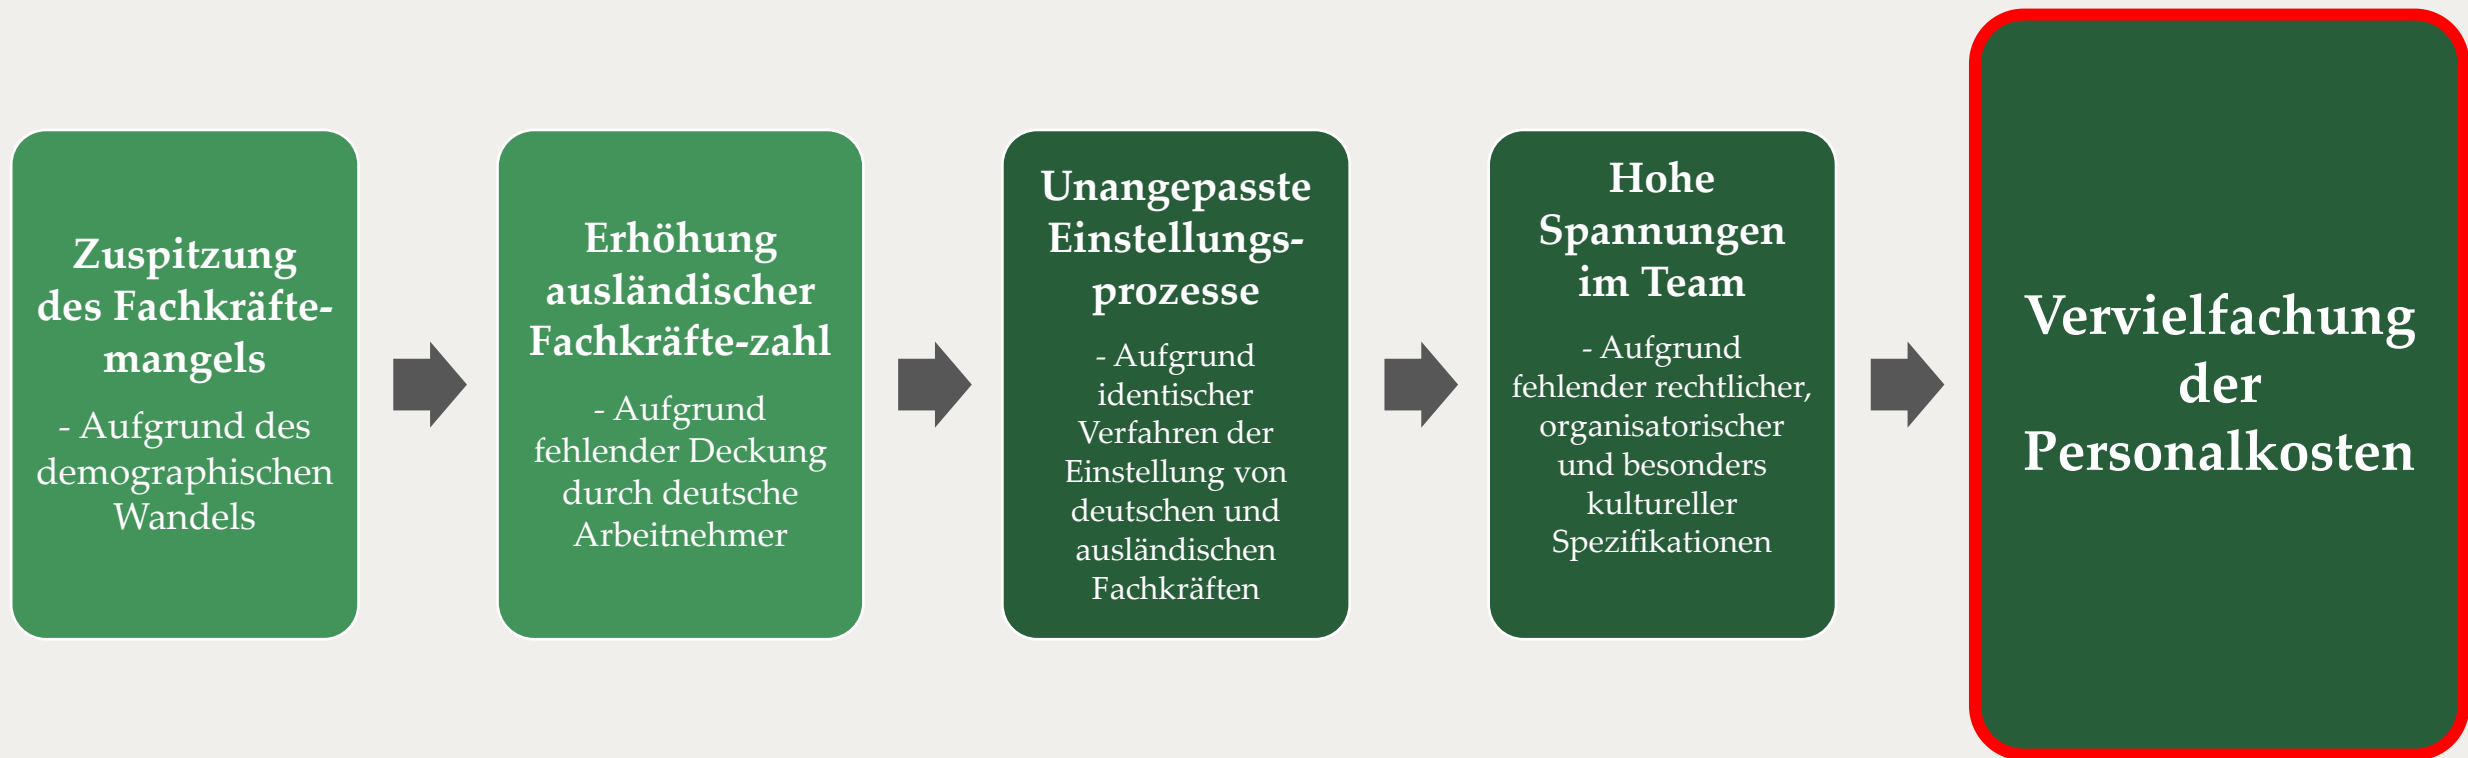 Zuspitzung
des Fachkräfte-
mangels
- Aufgrund des
demographischen
Wandels
Erhöhung
ausländischer
Fachkräfte-zahl
- Aufgrund
fehlender Deckung
durch deutsche
Arbeitnehmer
Unangepasste
Einstellungs-
prozesse
- Aufgrund
identischer
Verfahren der
Einstellung von
deutschen und
ausländischen
Fachkräften
Hohe
Spannungen
im Team
- Aufgrund
fehlender rechtlicher,
organisatorischer
und besonders
kultureller
Spezifikationen
Vervielfachung
der
Personalkosten